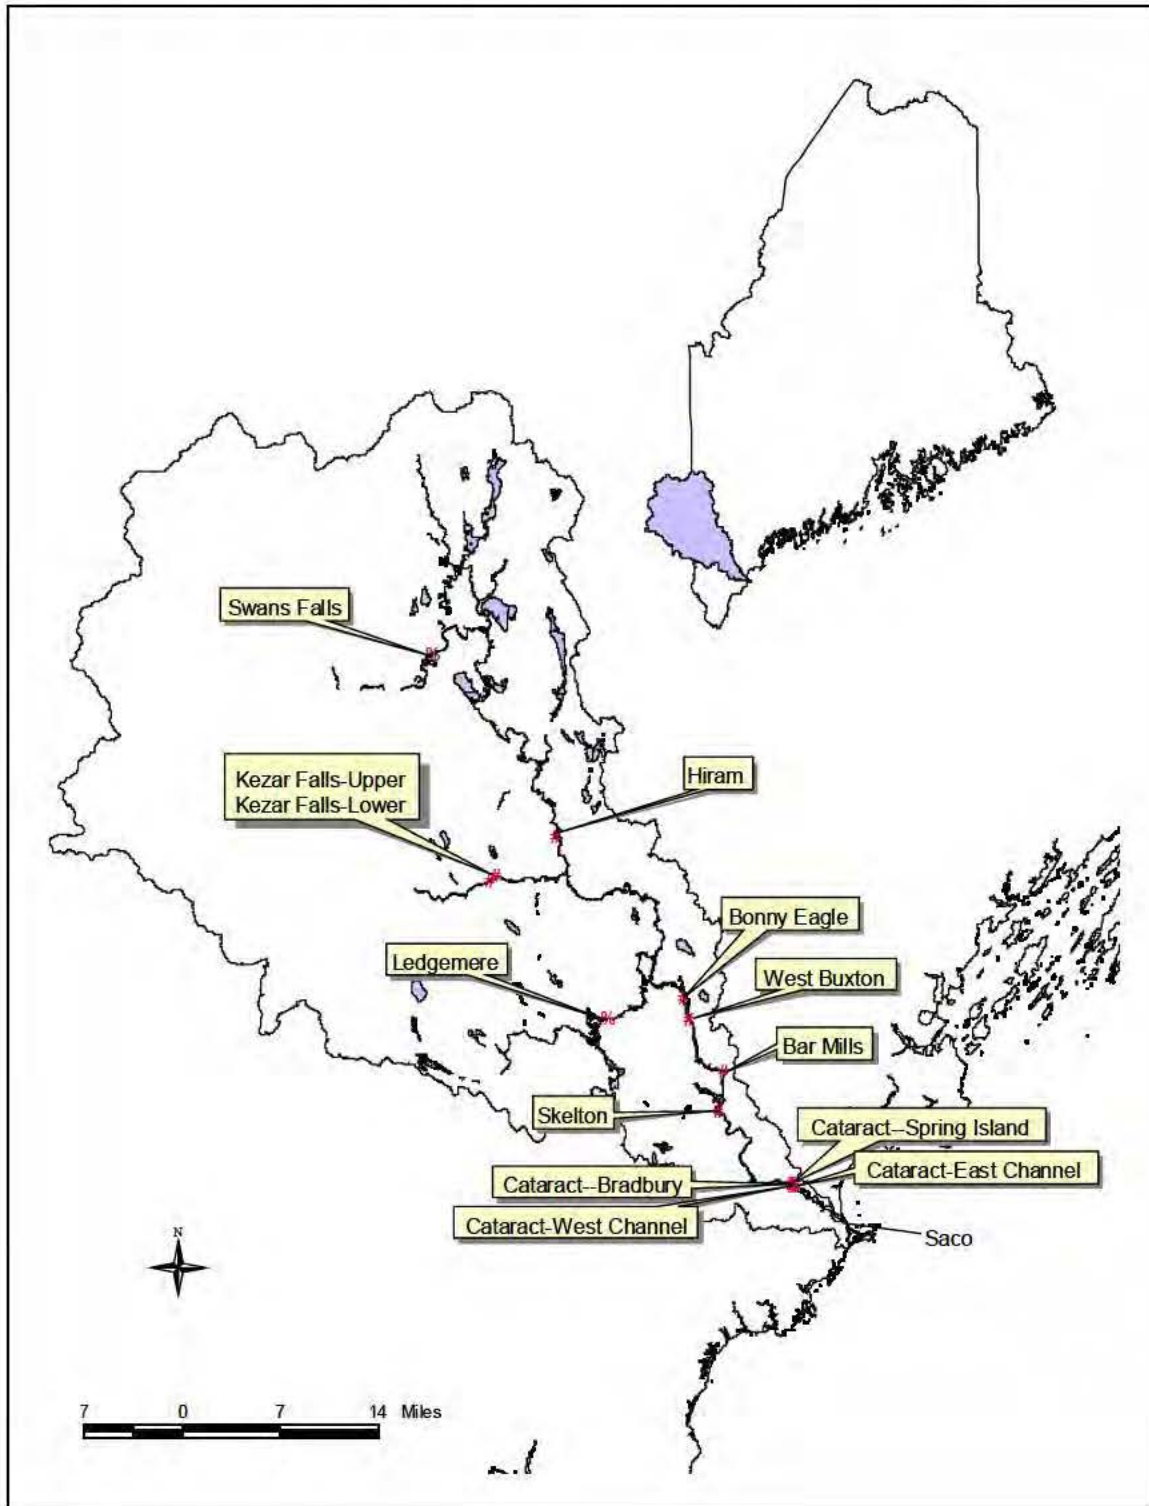 Swans Falls
Hiram
Kezar Falls-Upper
Kezar Falls-Lower
Bonny Eagle
Ledgemere
West Buxton
Bar Mills
Skelton
Cataract--Spring Island
Cataract-East Channel
Cataract--Bradbury
Cataract-West Channel
Saco
N
7 0 7 14 Miles